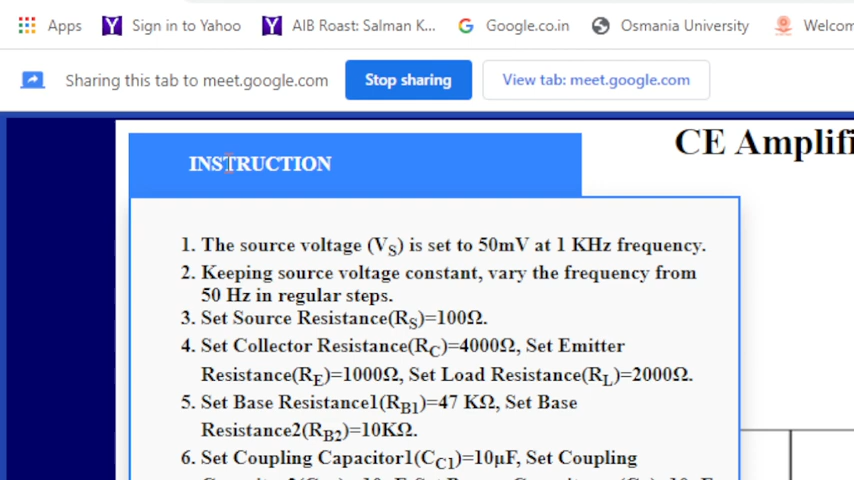 Apps Sign in to Yahoo AIB Roast: Salman K... Google.co.in Osmania University Welcom
Sharing this tab to meet.google.com Stop sharing View tab: meet.google.com
CE Amplifi
INSTRUCTION
1. The source voltage (VS) is set to 50mV at 1 KHz frequency.
2. Keeping source voltage constant, vary the frequency from
50 Hz in regular steps.
3. Set Source Resistance(RS)=100Ω.
4. Set Collector Resistance(RC)=4000Ω, Set Emitter
Resistance(RE)=1000Ω, Set Load Resistance(RL)=2000Ω.
5. Set Base Resistance1(RB1)=47 KΩ, Set Base
Resistance2(RB2)=10KΩ.
6. Set Coupling Capacitor1(CC1)=10μF, Set Coupling